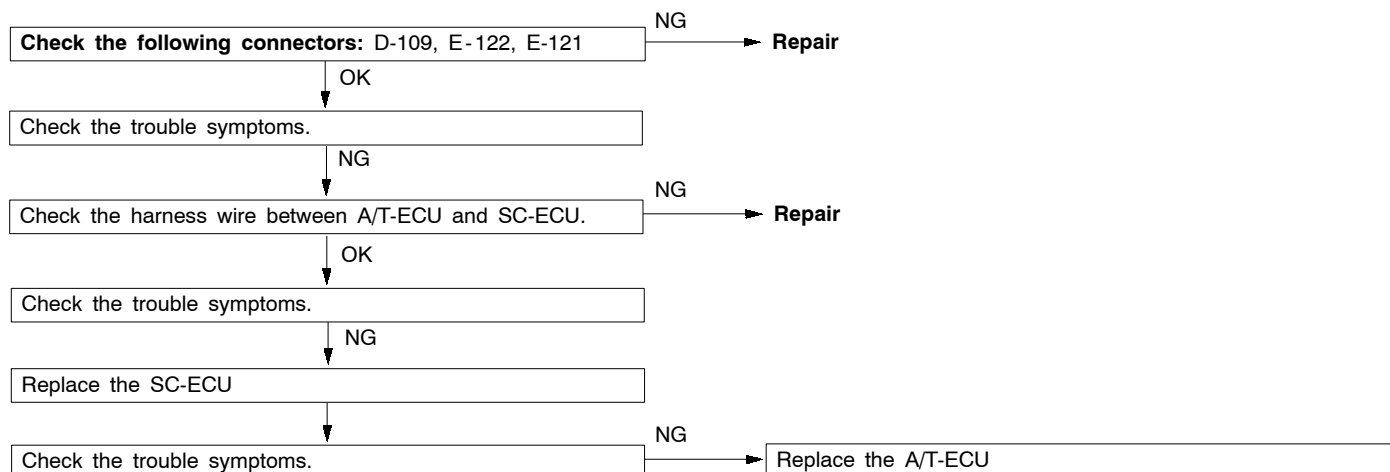 NG
Check the following connectors: D-109, E-122, E-121
Repair
OK
Check the trouble symptoms.
NG
NG
Check the harness wire between A/T-ECU and SC-ECU.
Repair
OK
Check the trouble symptoms.
NG
Replace the SC-ECU
NG
Check the trouble symptoms.
Replace the A/T-ECU